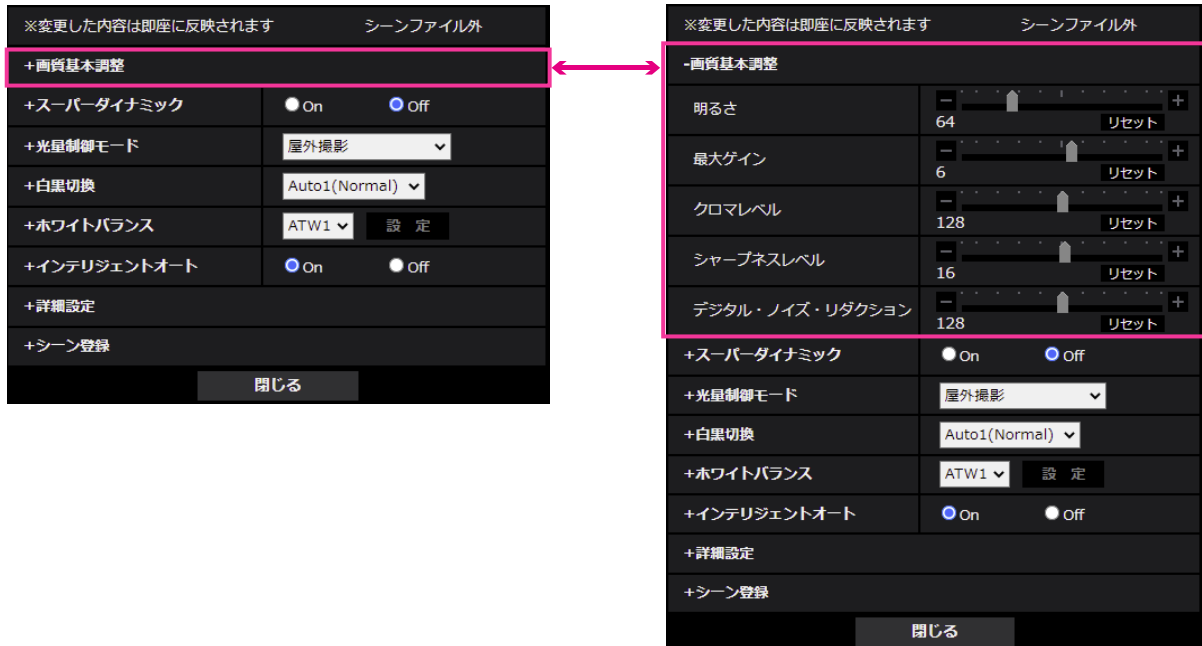 ※変更した内容は即座に反映されます シーンファイル外
+画質基本調整
+スーパーダイナミック On Off
+光量制御モード 屋外撮影
+白黒切換 Auto1(Normal)
+ホワイトバランス ATW1 設 定
+インテリジェントオート On Off
+詳細設定
+シーン登録
閉じる
※変更した内容は即座に反映されます シーンファイル外
-画質基本調整
明るさ - +
64 リセット
最大ゲイン - +
6 リセット
クロマレベル - +
128 リセット
シャープネスレベル - +
16 リセット
デジタル・ノイズ・リダクション - +
128 リセット
+スーパーダイナミック On Off
+光量制御モード 屋外撮影
+白黒切換 Auto1(Normal)
+ホワイトバランス ATW1 設 定
+インテリジェントオート On Off
+詳細設定
+シーン登録
閉じる